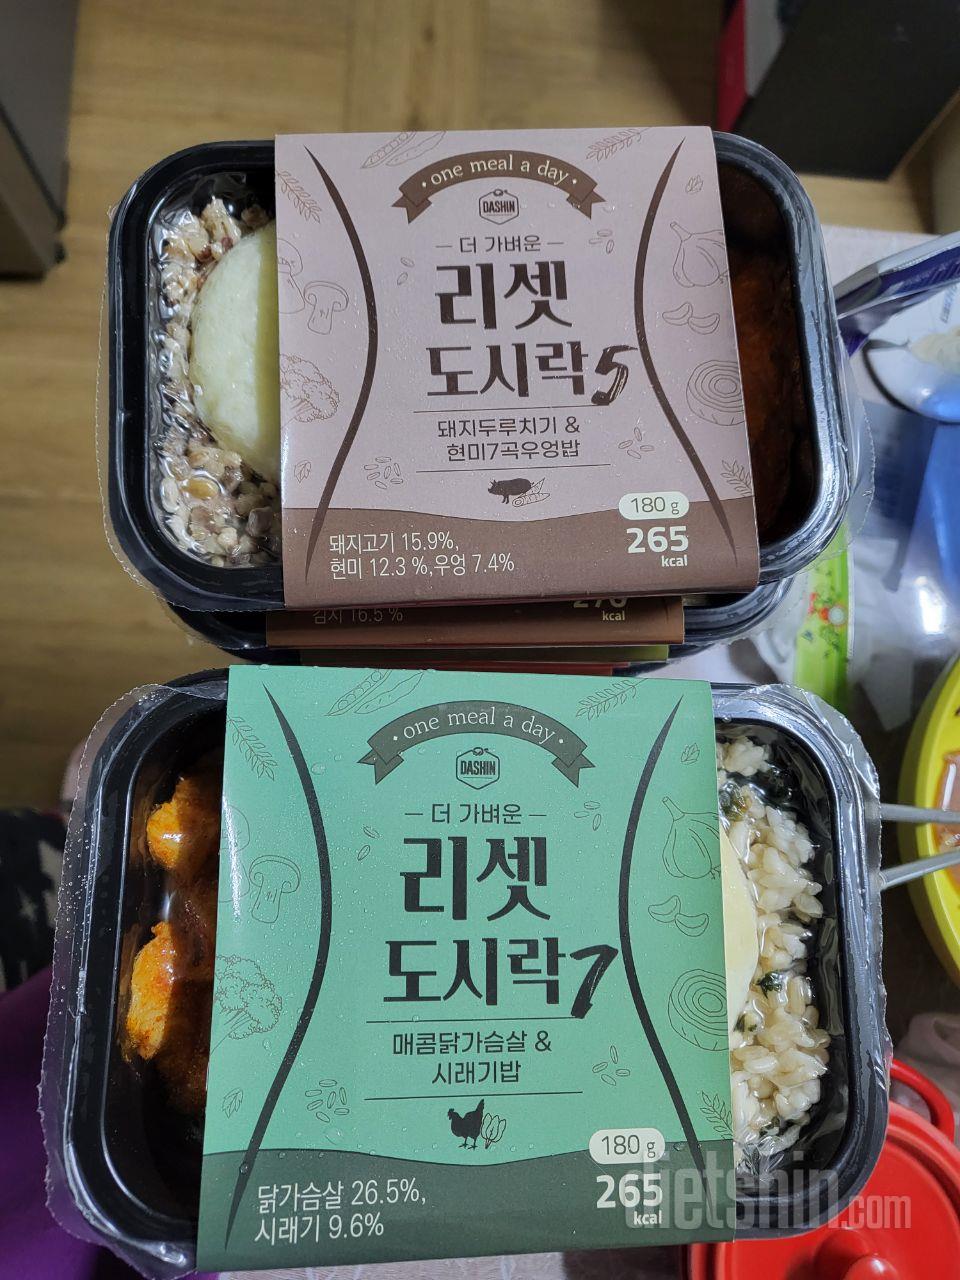 · one meal a day ·
DASHIN
더 가벼운
리셋
도시락 5
돼지두루치기 &
현미7곡우엉밥
180 g
265
kcal
돼지고기 15.9%,
현미 12.3 %,우엉 7.4%
김치 16.5 %
kcal
· one meal a day ·
DASHIN
더 가벼운
리셋
도시락 7
매콤닭가슴살 &
시래기밥
180 g
265
kcal
닭가슴살 26.5%,
시래기 9.6%
dietshin.com